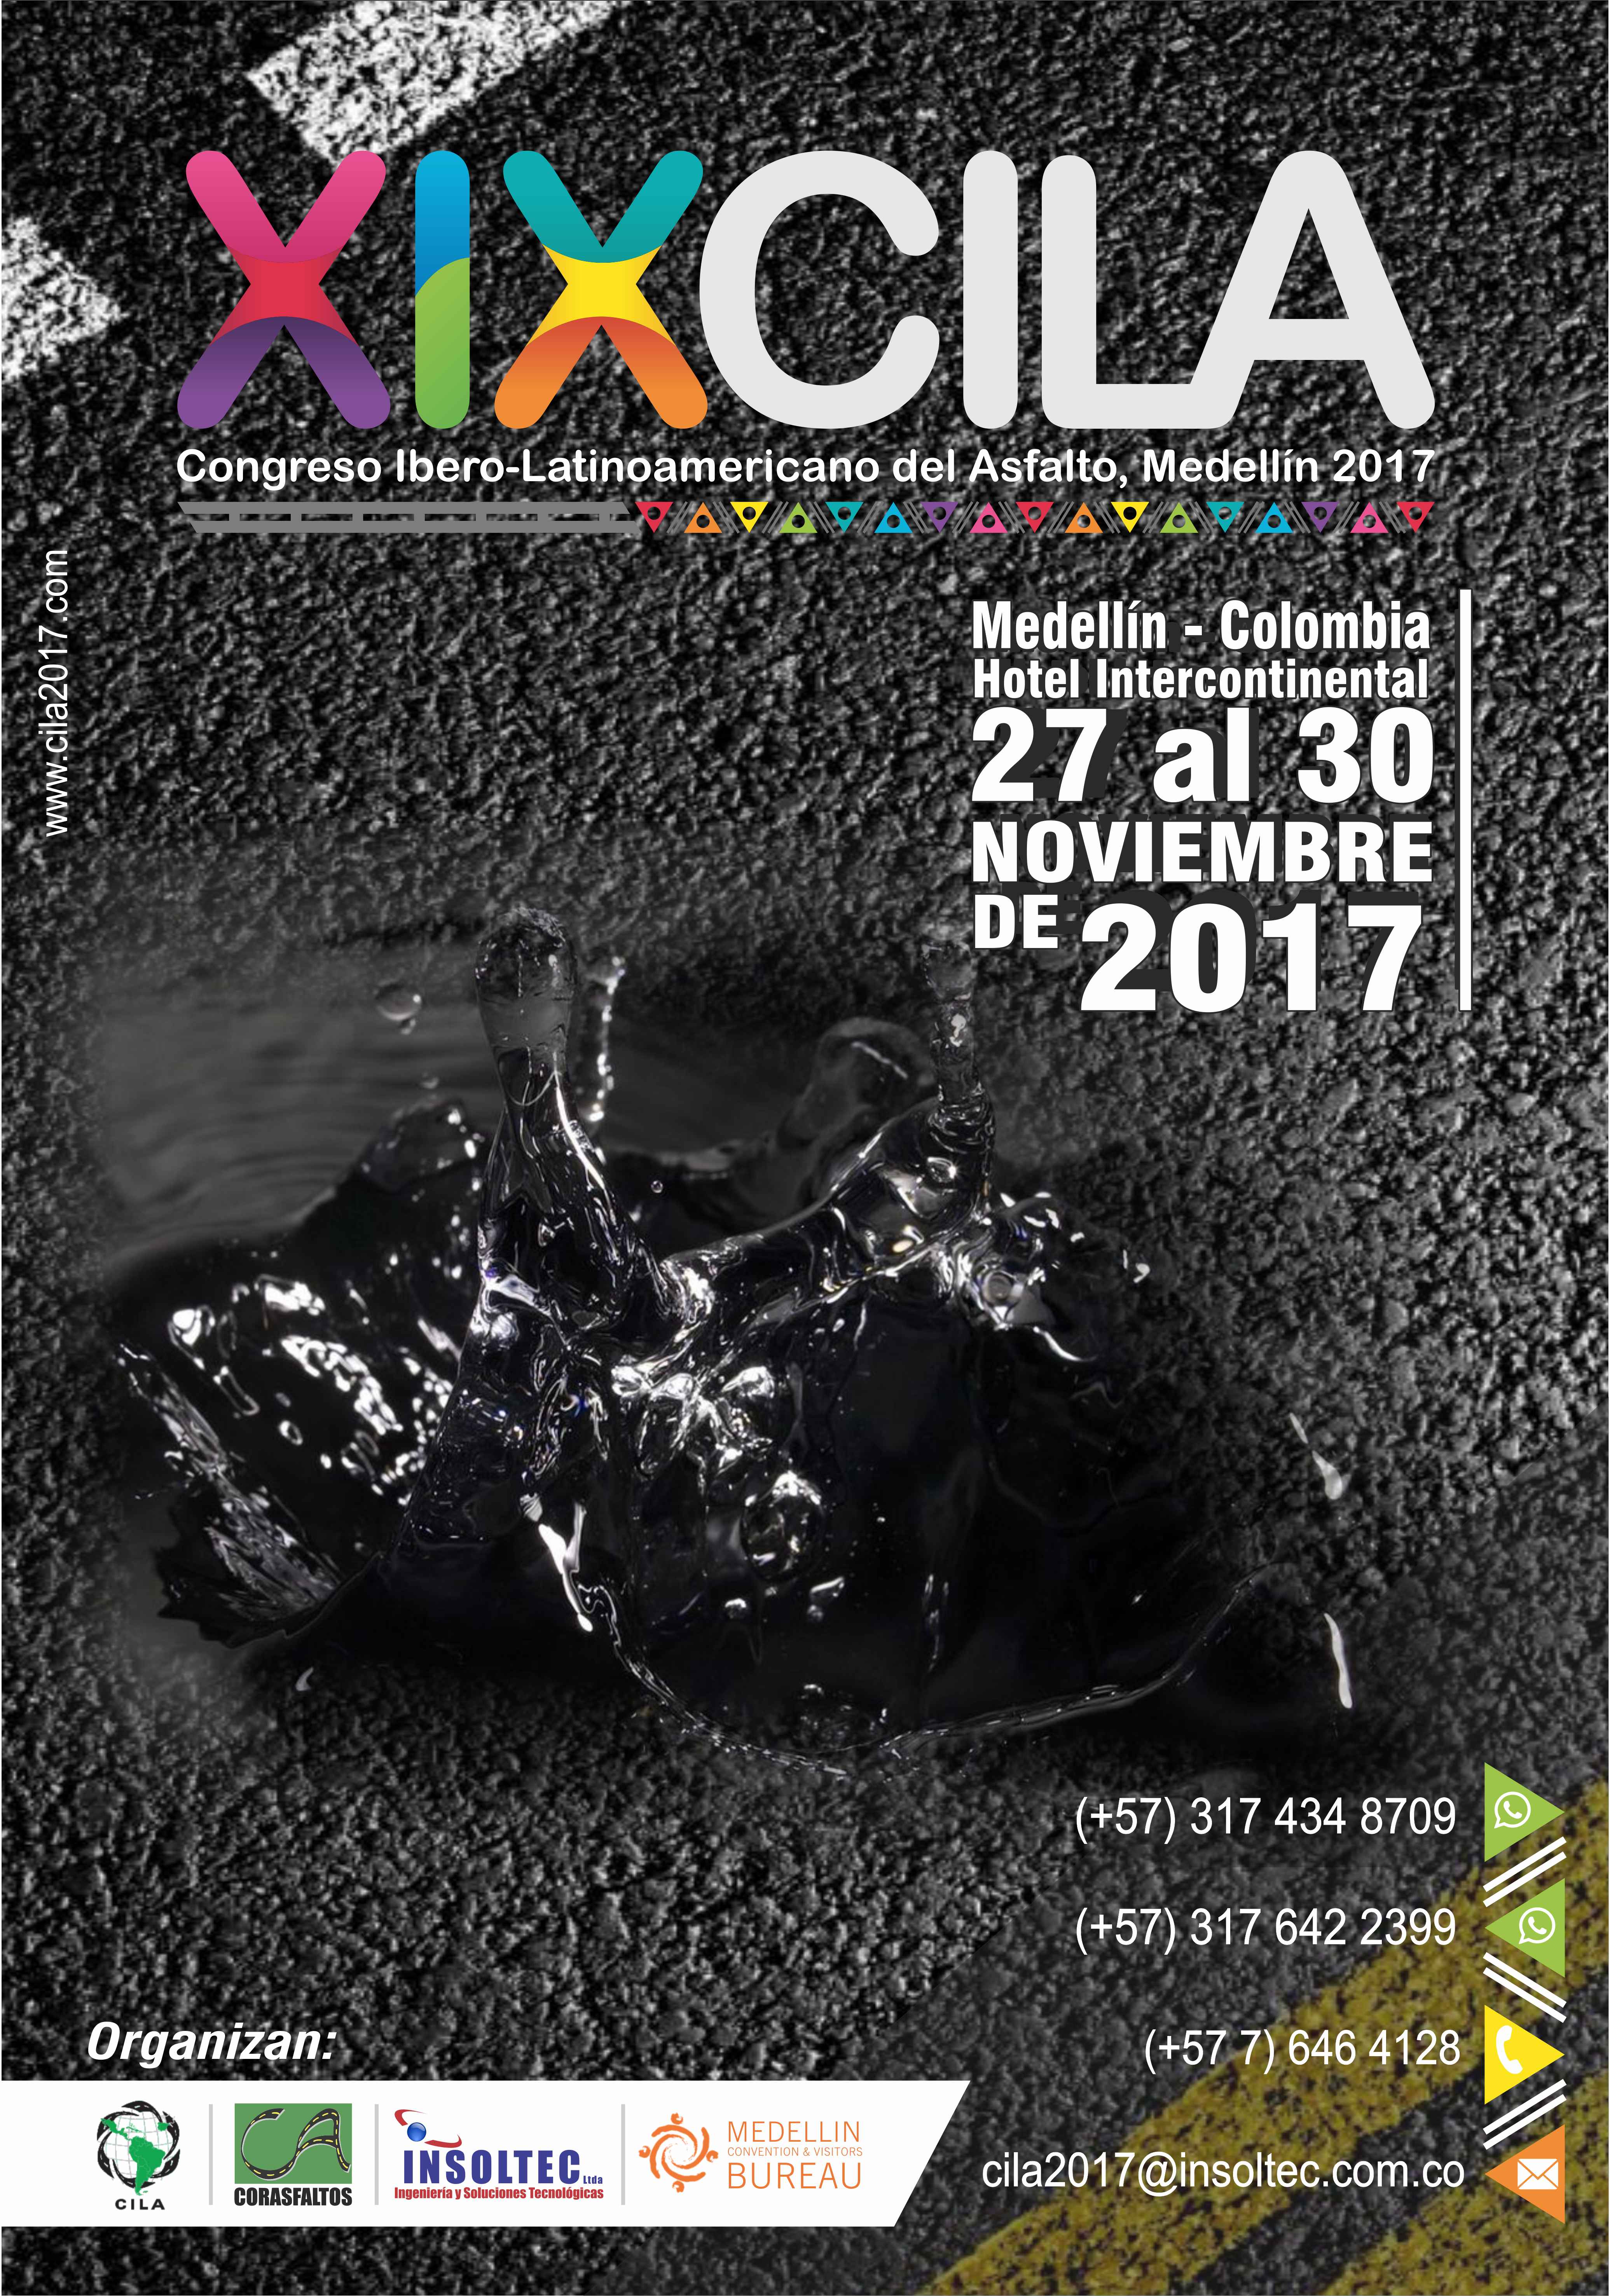 XIXCILA
Congreso Ibero-Latinoamericano del Asfalto, Medellín 2017
www.cila2017.com
Medellín - Colombia
Hotel Intercontinental
27 al 30
NOVIEMBRE
DE 2017
(+57) 317 434 8709
(+57) 317 642 2399
(+57 7) 646 4128
cila2017@insoltec.com.co
Organizan:
CILA
CA
CORASFALTOS
INSOLTEC Ltda
Ingeniería y Soluciones Tecnológicas
MEDELLIN
CONVENTION & VISITORS
BUREAU